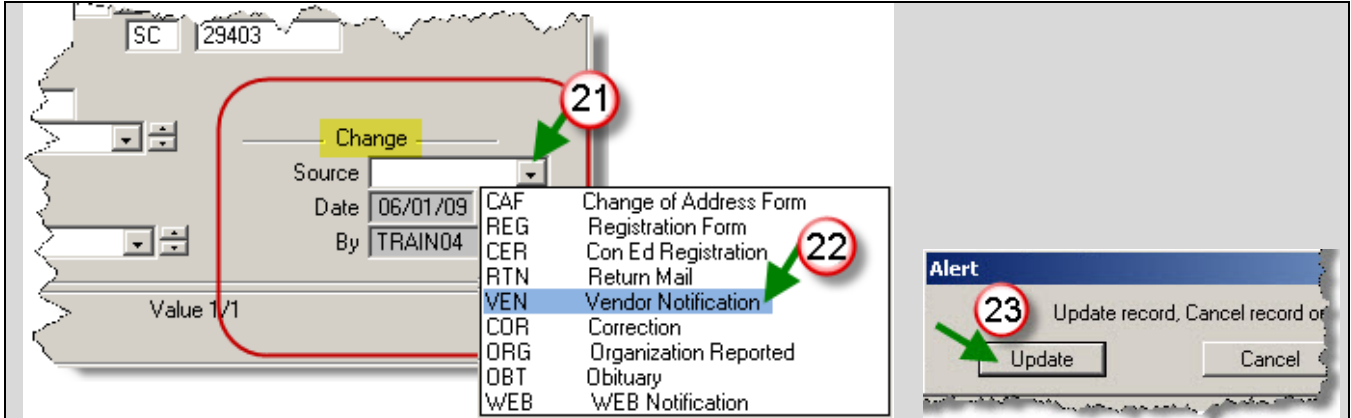 SC 29403
21
Change
Source
Date 06/01/09
By TRAIN04
CAF Change of Address Form
REG Registration Form
CER Con Ed Registration
RTN Return Mail
VEN Vendor Notification
COR Correction
ORG Organization Reported
OBT Obituary
WEB WEB Notification
22
Value 1/1
Alert
23
Update record, Cancel record or
Update Cancel